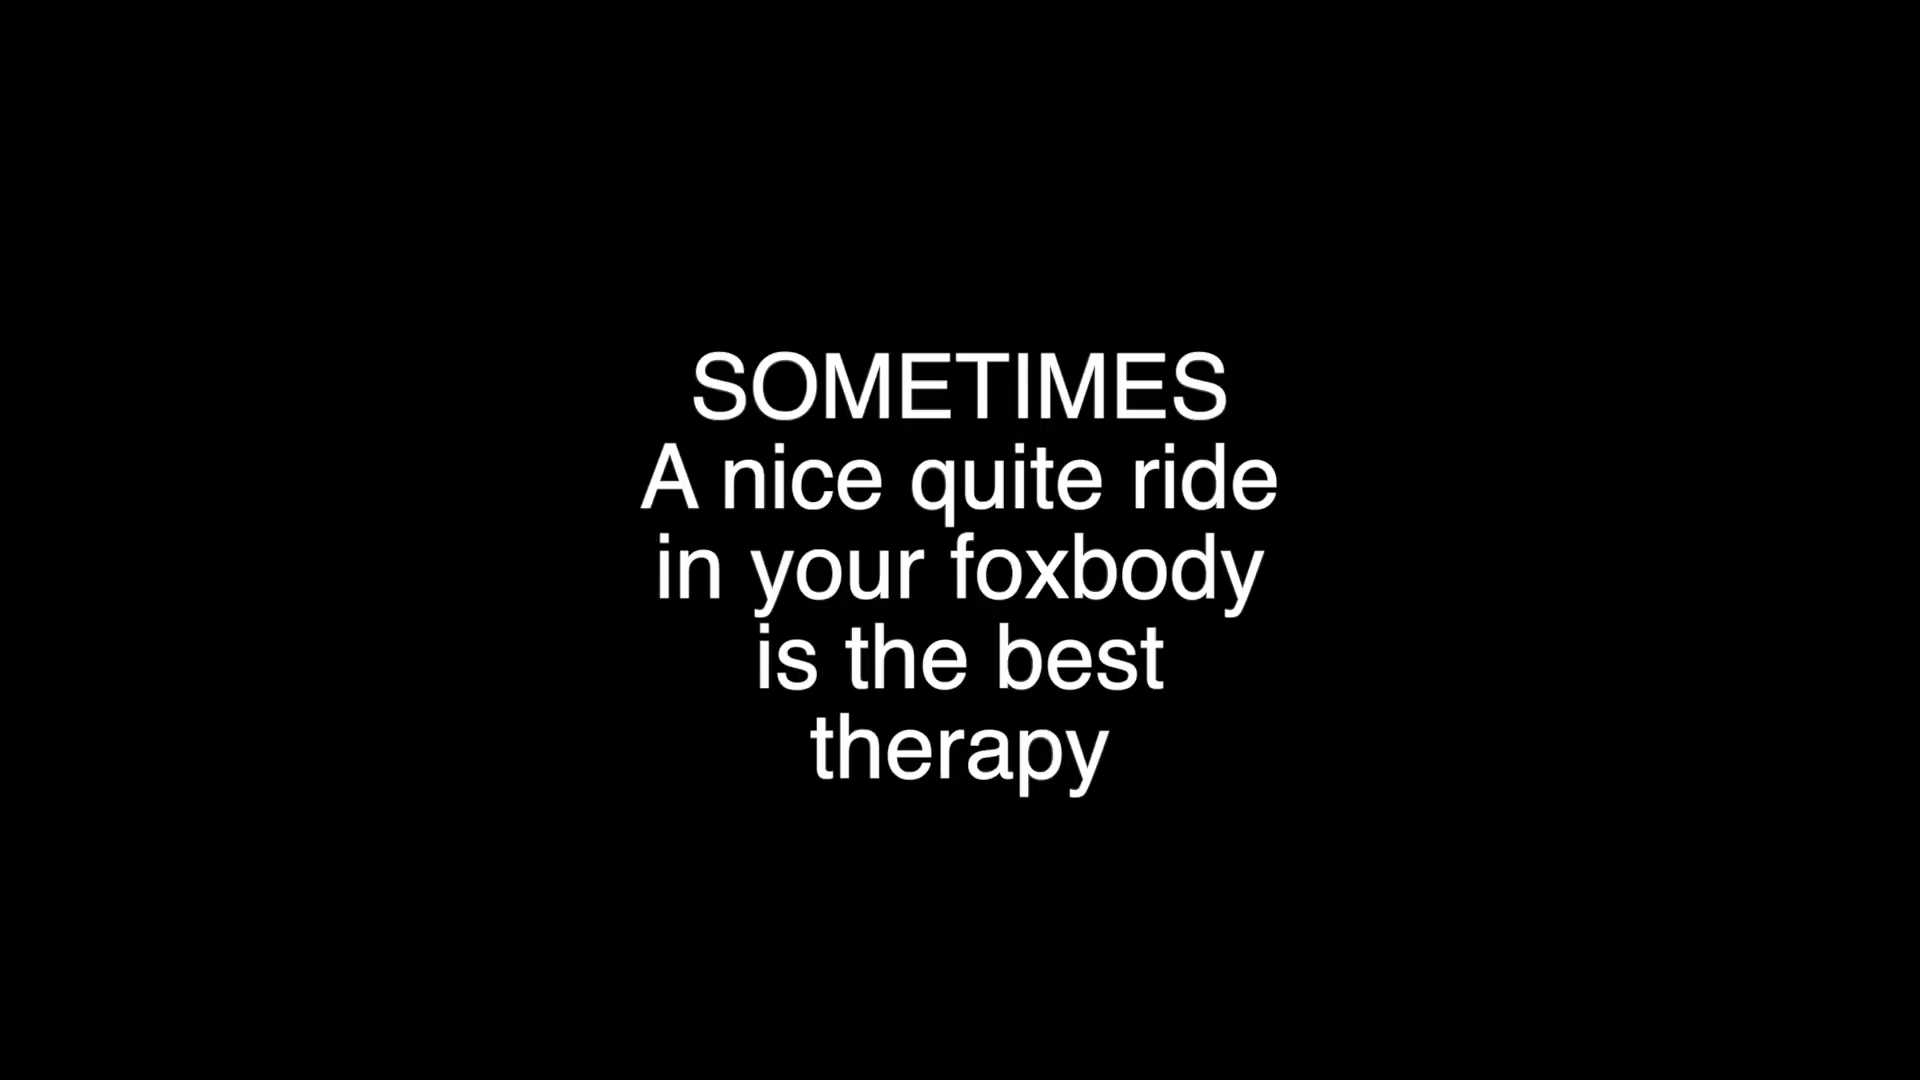 SOMETIMES
A nice quite ride
in your foxbody
is the best
therapy